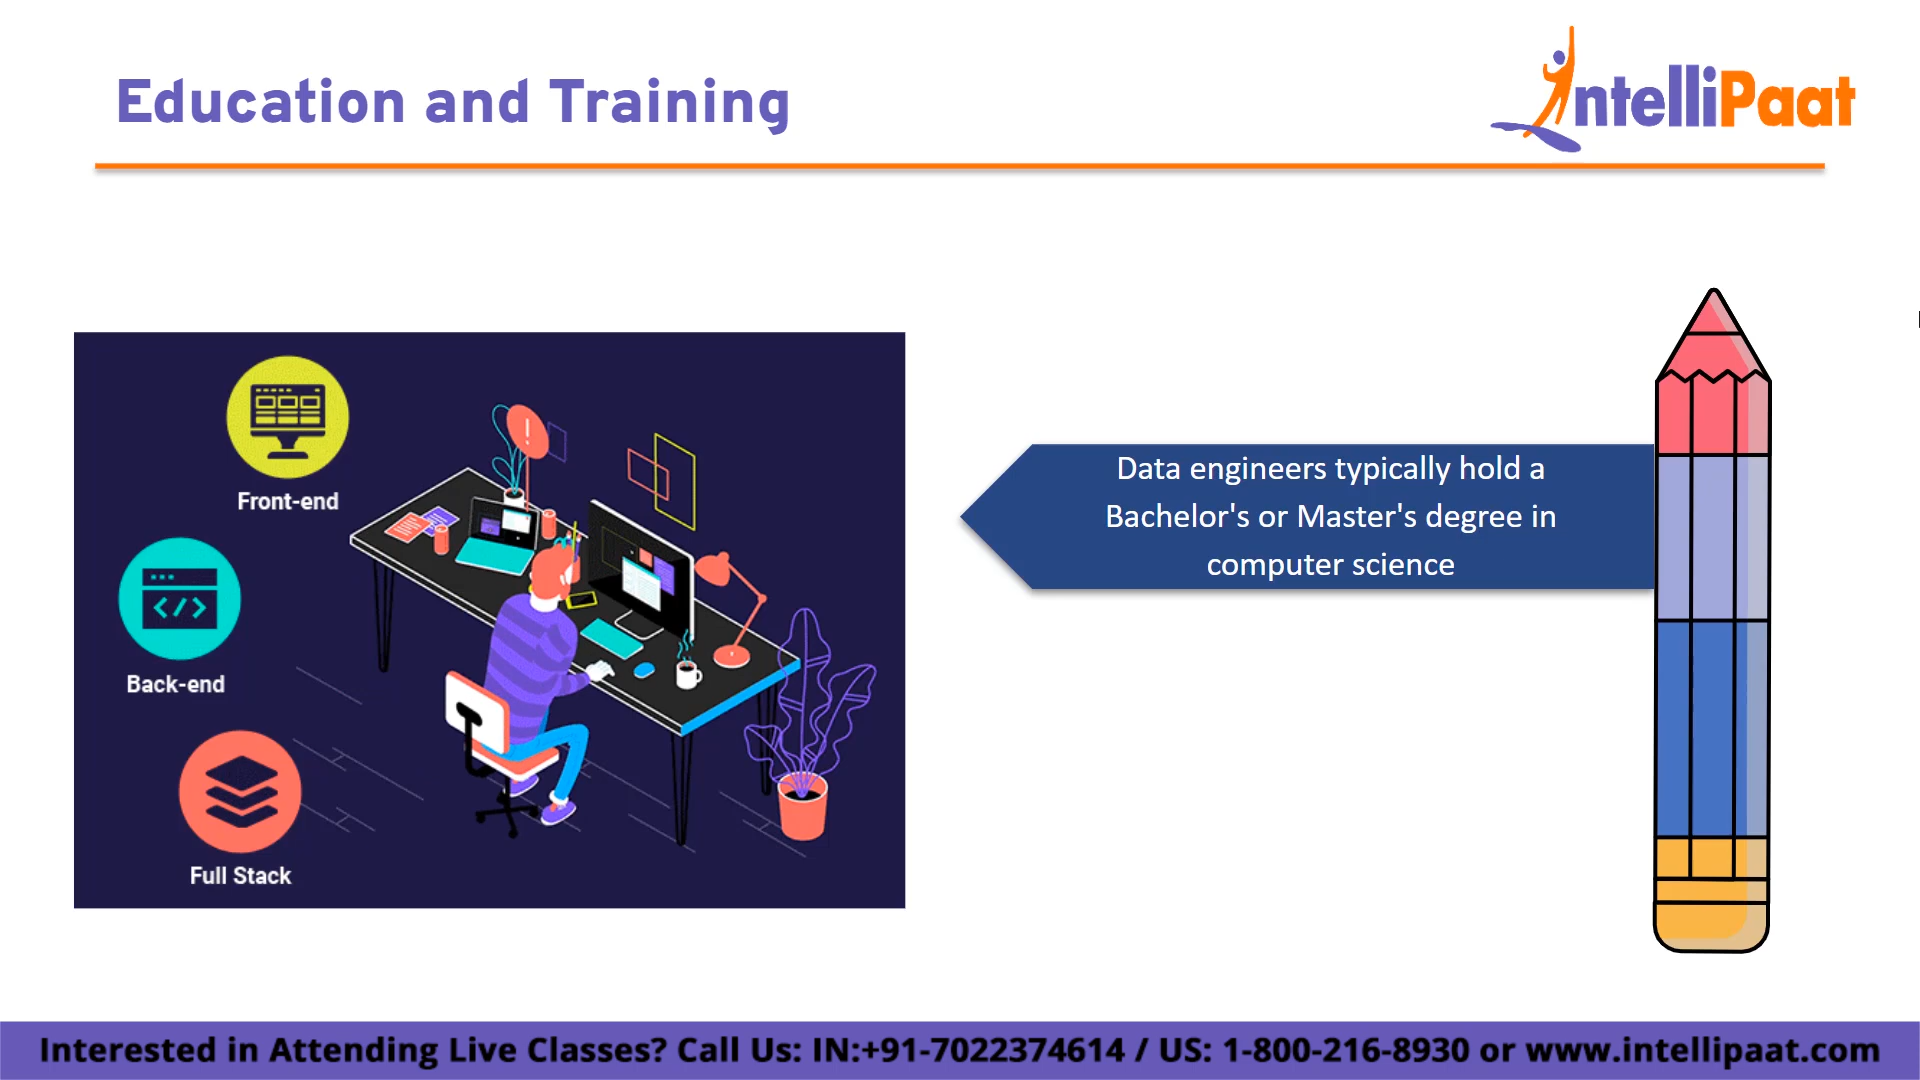 Education and Training
IntelliPaat
Front-end
Back-end
Full Stack
Data engineers typically hold a
Bachelor's or Master's degree in
computer science
Interested in Attending Live Classes? Call Us: IN:+91-7022374614 / US: 1-800-216-8930 or www.intellipaat.com